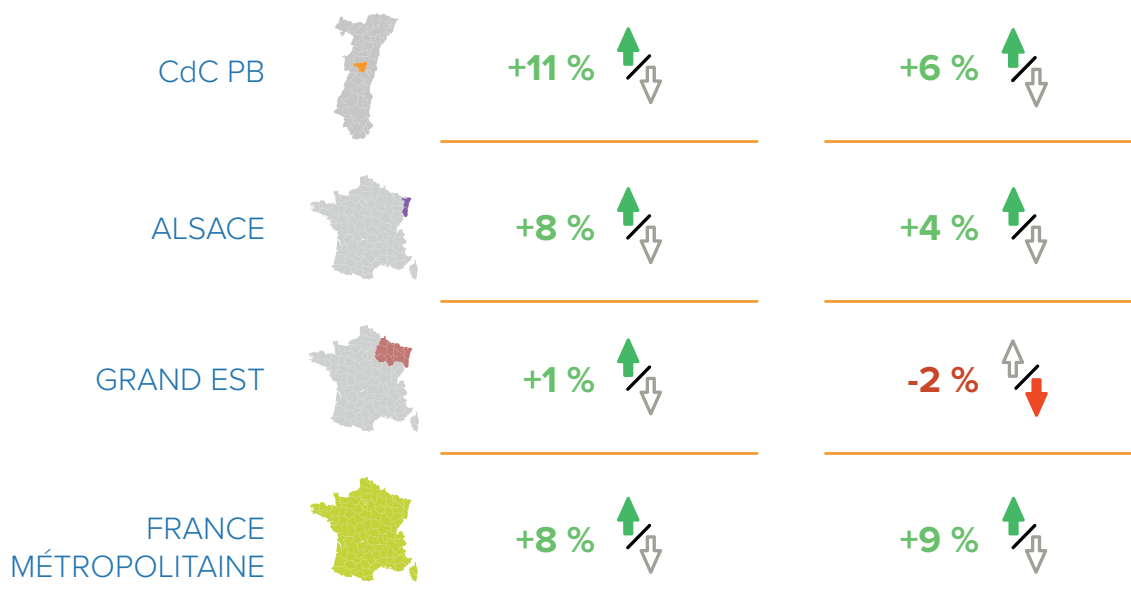 CdC PB
+11 %
+6 %
ALSACE
+8 %
+4 %
GRAND EST
+1 %
-2 %
FRANCE
MÉTROPOLITAINE
+8 %
+9 %